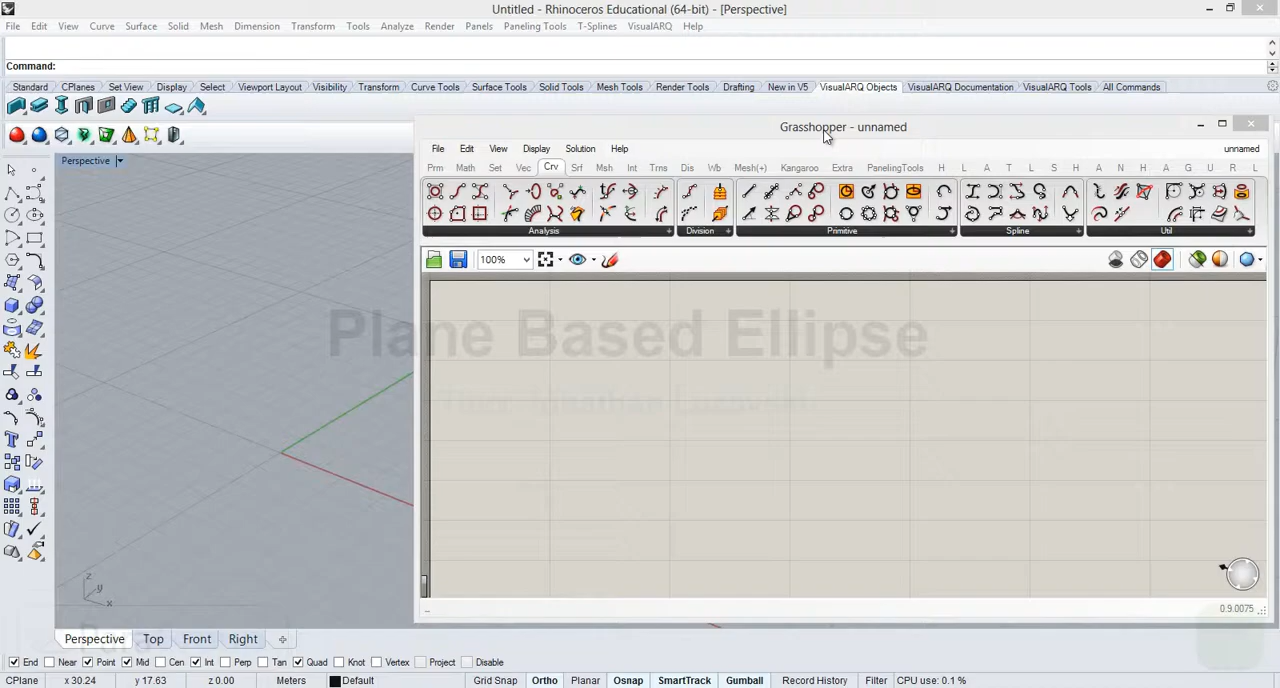 Untitled - Rhinoceros Educational (64-bit) - [Perspective]
File Edit View Curve Surface Solid Mesh Dimension Transform Tools Analyze Render Panels Paneling Tools T-Splines VisualARQ Help
Command:
Standard CPlanes Set View Display Select Viewport Layout Visibility Transform Curve Tools Surface Tools Solid Tools Mesh Tools Render Tools Drafting New in V5 VisualARQ Objects VisualARQ Documentation VisualARQ Tools All Commands
Grasshopper - unnamed
File Edit View Display Solution Help unnamed
Prm Math Set Vec Crv Srf Msh Int Trns Dis Wb Mesh(+) Kangaroo Extra PanelingTools H L A T L S H A N H L A G U R L
Analysis Division Primitive Spline Util
100%
Perspective
Plane Based Ellipse
z
y
x
0.9.0075
Perspective Top Front Right
End Near Point Mid Cen Int Perp Tan Quad Knot Vertex Project Disable
CPlane x 30.24 y 17.63 z 0.00 Meters Default Grid Snap Ortho Planar Osnap SmartTrack Gumball Record History Filter CPU use: 0.1 %